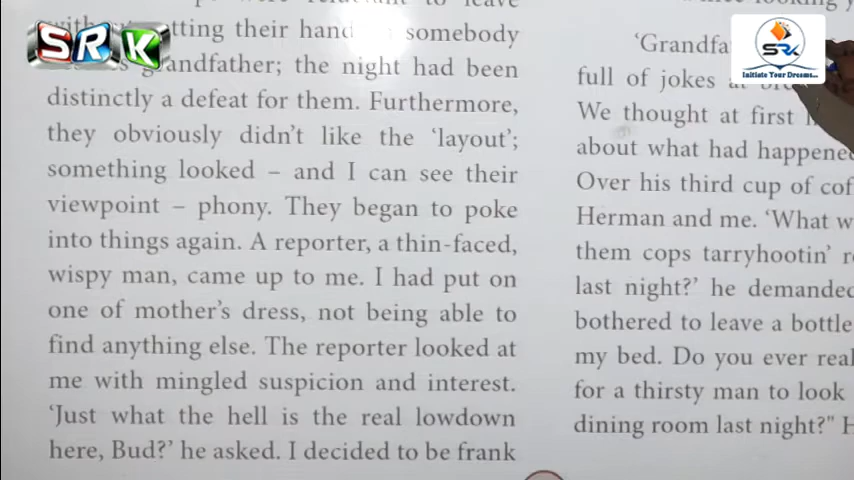 to leave
tting their hand somebody
grandfather; the night had been
distinctly a defeat for them. Furthermore,
they obviously didn't like the 'layout';
something looked – and I can see their
viewpoint – phony. They began to poke
into things again. A reporter, a thin-faced,
wispy man, came up to me. I had put on
one of mother's dress, not being able to
find anything else. The reporter looked at
me with mingled suspicion and interest.
'Just what the hell is the real lowdown
here, Bud?' he asked. I decided to be frank
looking
'Grandfa
full of jokes at
We thought at first
about what had happene
Over his third cup of cof
Herman and me. 'What w
them cops tarryhootin' r
last night?' he demanded
bothered to leave a bottle
my bed. Do you ever real
for a thirsty man to look
dining room last night?" H
SRK
SRK
Initiate Your Dreams...